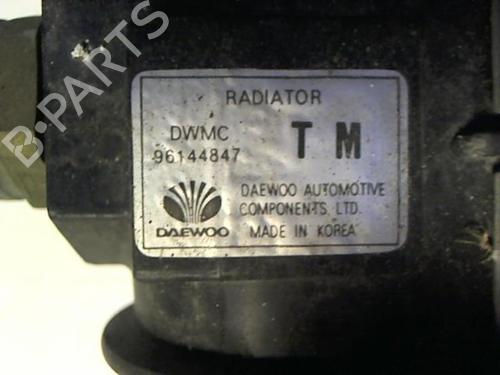 B-PARTS
RADIATOR
DWMC T M
96144847
DAEWOO AUTOMOTIVE
COMPONENTS, LTD.
DAEWOO MADE IN KOREA